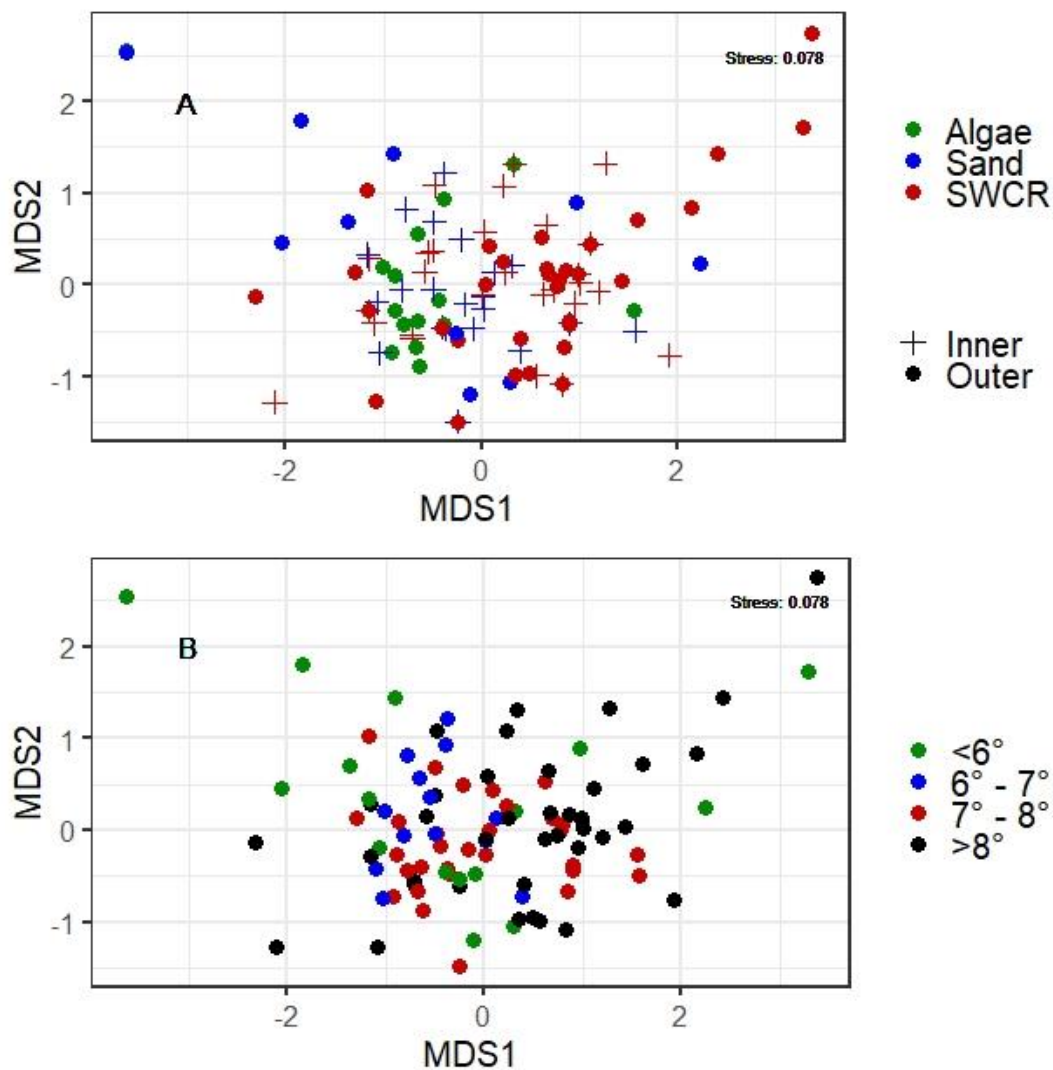 Stress: 0.078
A
2
1
0
-1
MDS2
-2
0
2
MDS1
Algae
Sand
SWCR
Inner
Outer
Stress: 0.078
B
2
1
0
-1
MDS2
-2
0
2
MDS1
<6°
6° - 7°
7° - 8°
>8°